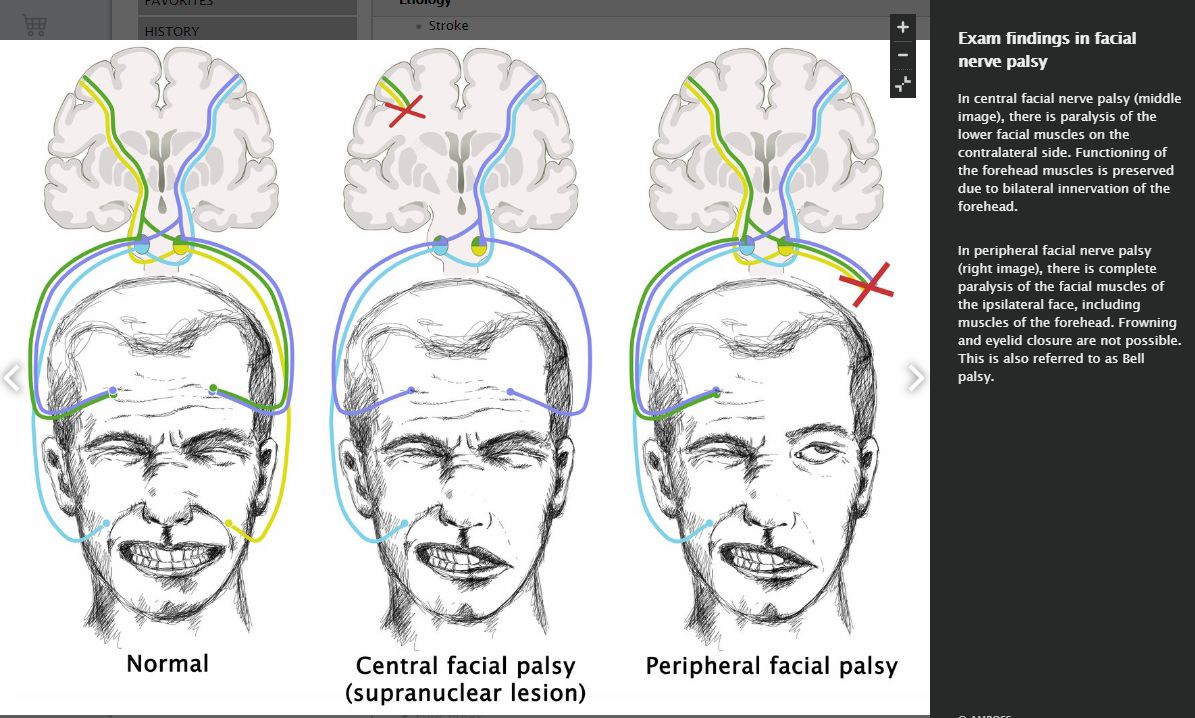 FAVORITES
HISTORY
Etiology
Stroke
+
−
Exam findings in facial
nerve palsy
In central facial nerve palsy (middle
image), there is paralysis of the
lower facial muscles on the
contralateral side. Functioning of
the forehead muscles is preserved
due to bilateral innervation of the
forehead.
In peripheral facial nerve palsy
(right image), there is complete
paralysis of the facial muscles of
the ipsilateral face, including
muscles of the forehead. Frowning
and eyelid closure are not possible.
This is also referred to as Bell
palsy.
Normal
Central facial palsy
(supranuclear lesion)
Peripheral facial palsy
© AMBOSS